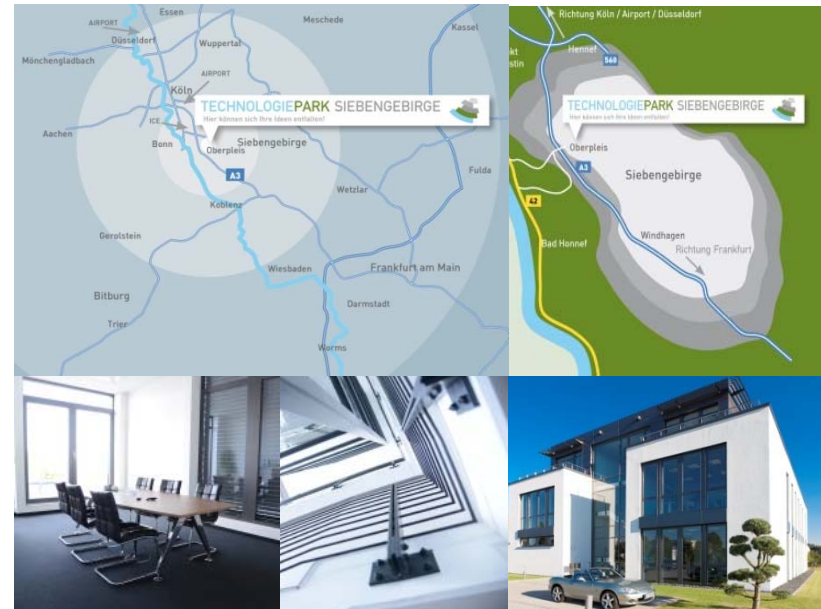 Essen
Meschede
AIRPORT
Kassel
Düsseldorf
Wuppertal
Mönchengladbach
AIRPORT
Köln
TECHNOLOGIEPARK SIEBENGEBIRGE
Hier können sich Ihre Ideen entfalten!
ICE
Aachen
Bonn
Siebengebirge
Oberpleis
A3
Fulda
Wetzlar
Koblenz
Gerolstein
Wiesbaden
Frankfurt am Main
Bitburg
Darmstadt
Trier
Worms
Richtung Köln / Airport / Düsseldorf
Hennef
560
TECHNOLOGIEPARK SIEBENGEBIRGE
Hier können sich Ihre Ideen entfalten!
Oberpleis
A3
Siebengebirge
42
Windhagen
Bad Honnef
Richtung Frankfurt